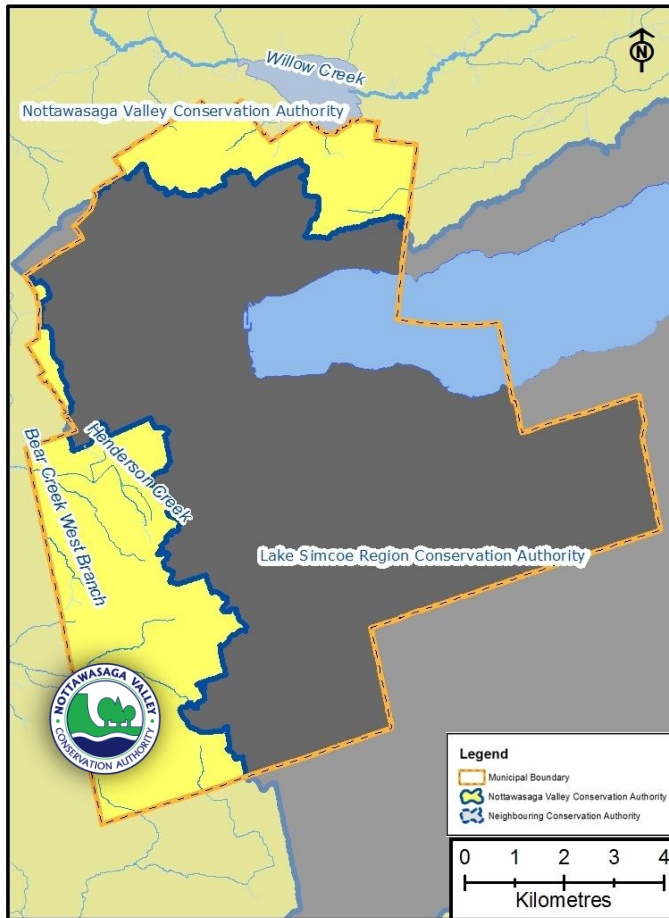 N
Willow Creek
Nottawasaga Valley Conservation Authority
Henderson Creek
Bear Creek West Branch
Lake Simcoe Region Conservation Authority
NOTTAWASAGA VALLEY
CONSERVATION AUTHORITY
Legend
Municipal Boundary
Nottawasaga Valley Conservation Authority
Neighbouring Conservation Authority
0 1 2 3 4
Kilometres